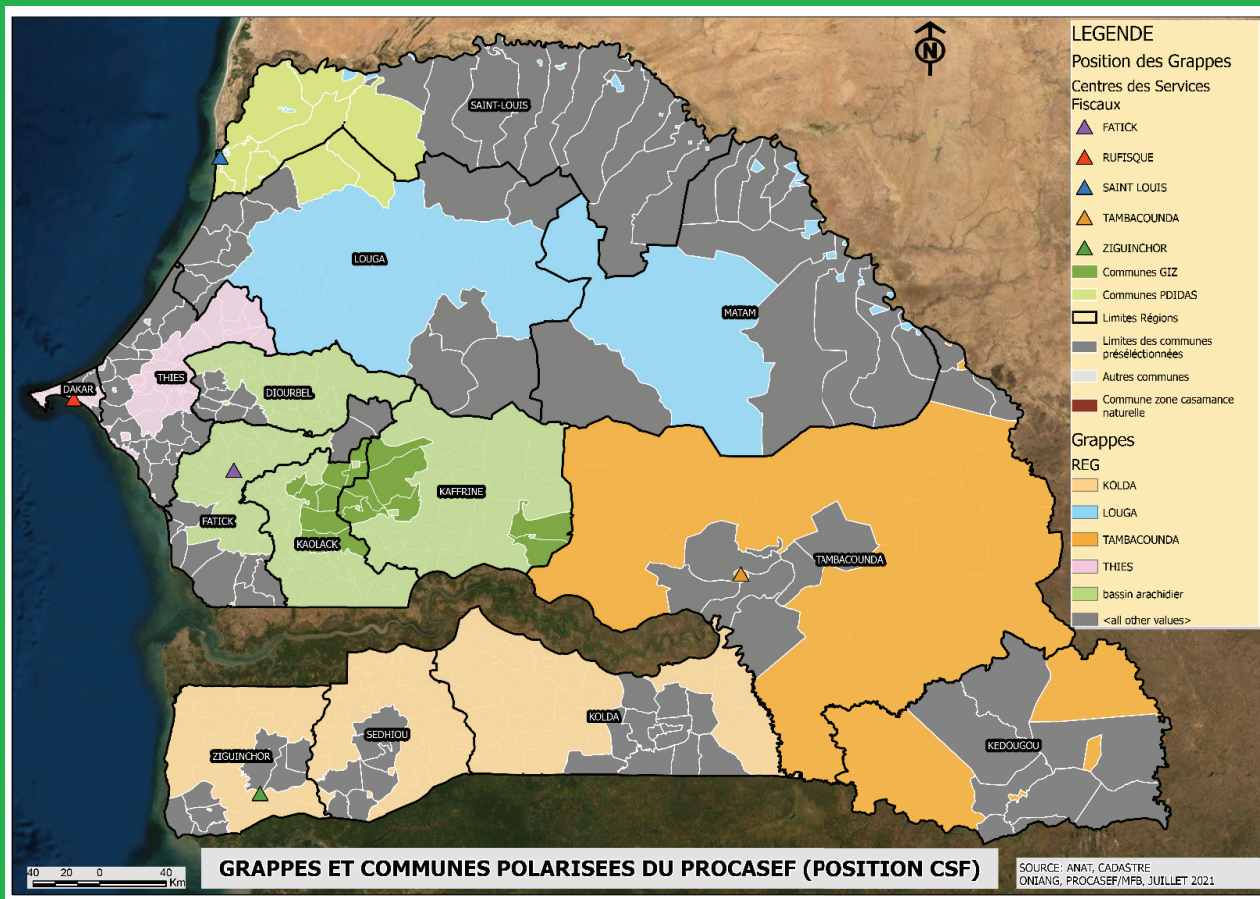 LEGENDE
Position des Grappes
Centres des Services
Fiscaux
FATICK
RUFISQUE
SAINT LOUIS
TAMBACOUNDA
ZIGUINCHOR
Communes GIZ
Communes PDIDAS
Limites Régions
Limites des communes
présélectionnées
Autres communes
Commune zone casamance
naturelle
Grappes
REG
KOLDA
LOUGA
TAMBACOUNDA
THIES
bassin arachidier
<all other values>
N
SAINT-LOUIS
LOUGA
MATAM
THIES
DAKAR
DIOURBEL
KAFFRINE
FATICK
KAOLACK
TAMBACOUNDA
KOLDA
SEDHIOU
ZIGUINCHOR
KEDOUGOU
40 20 0 40
Km
GRAPPES ET COMMUNES POLARISEES DU PROCASEF (POSITION CSF)
SOURCE: ANAT, CADASTRE
ONIANG, PROCASEF/MFB, JUILLET 2021